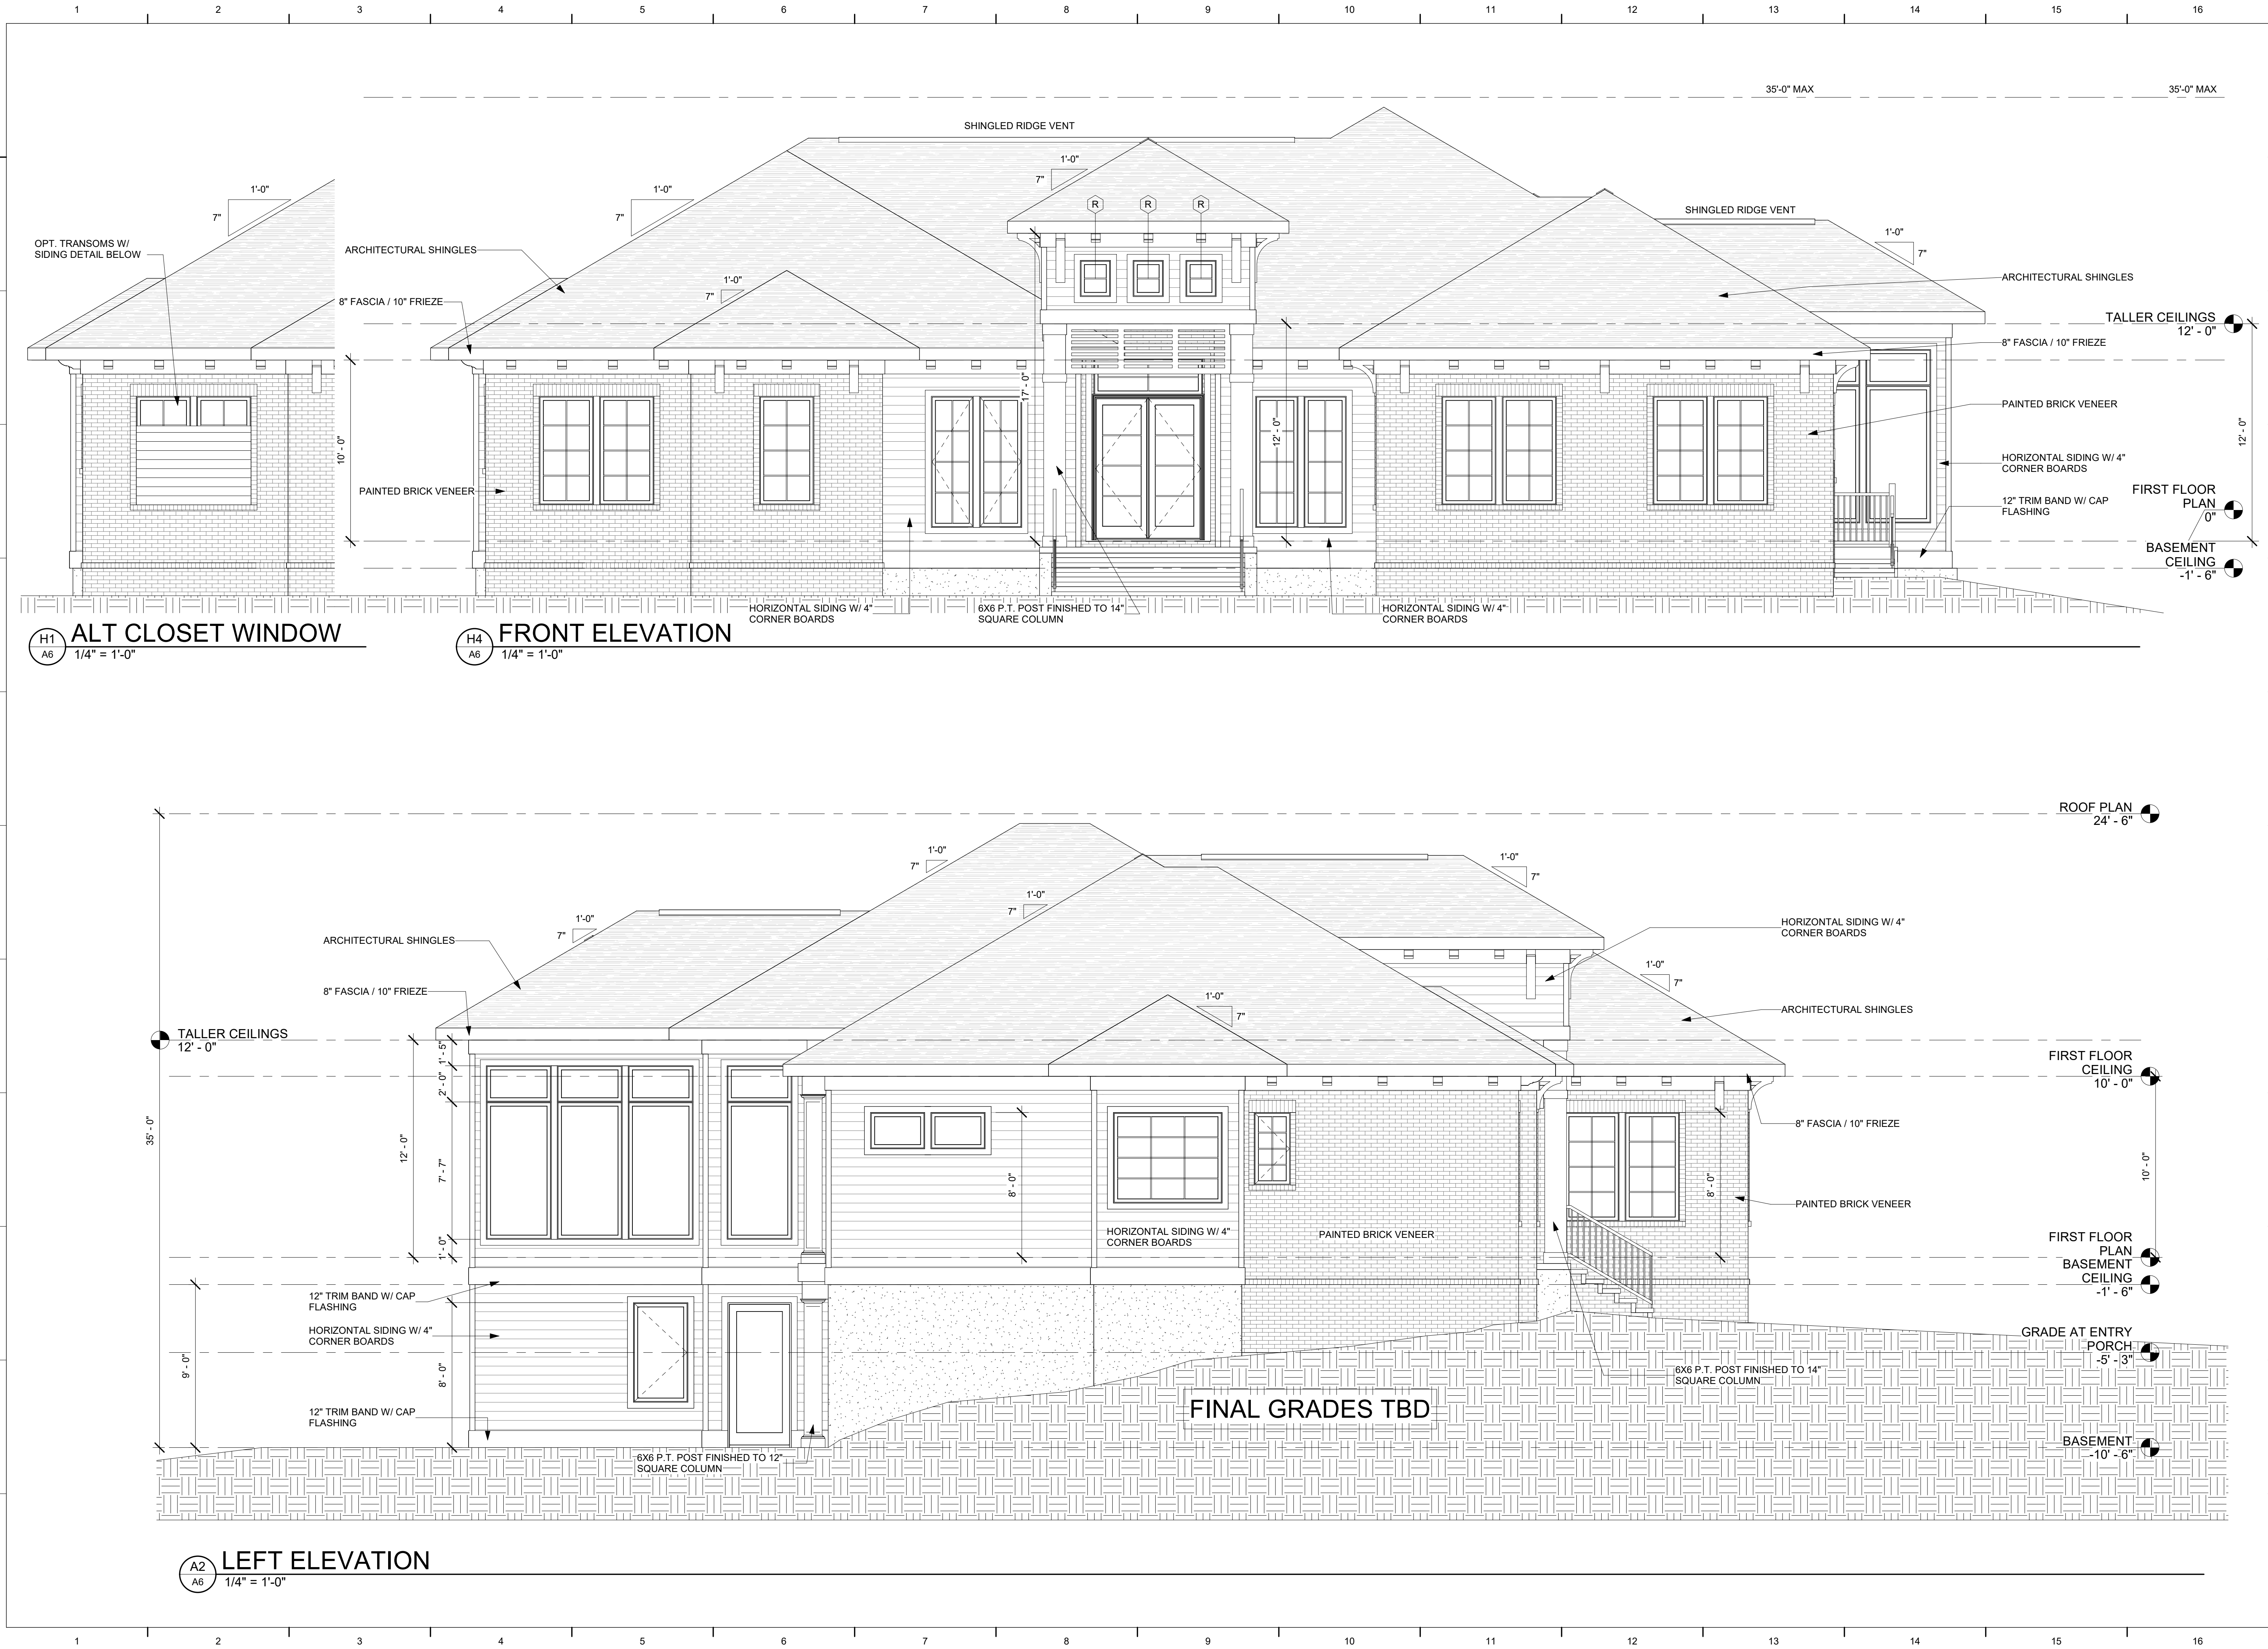 1 2 3 4 5 6 7 8 9 10 11 12 13 14 15 16
35'-0" MAX
35'-0" MAX
SHINGLED RIDGE VENT
1'-0"
7"
1'-0"
7"
1'-0"
7"
R
R
R
SHINGLED RIDGE VENT
1'-0"
7"
OPT. TRANSOMS W/
SIDING DETAIL BELOW
ARCHITECTURAL SHINGLES
1'-0"
7"
ARCHITECTURAL SHINGLES
8" FASCIA / 10" FRIEZE
TALLER CEILINGS
12' - 0"
8" FASCIA / 10" FRIEZE
17' - 0"
PAINTED BRICK VENEER
10' - 0"
12' - 0"
12' - 0"
HORIZONTAL SIDING W/ 4"
CORNER BOARDS
PAINTED BRICK VENEER
FIRST FLOOR
PLAN
0"
12" TRIM BAND W/ CAP
FLASHING
BASEMENT
CEILING
-1' - 6"
HORIZONTAL SIDING W/ 4"
CORNER BOARDS
6X6 P.T. POST FINISHED TO 14"
SQUARE COLUMN
HORIZONTAL SIDING W/ 4"
CORNER BOARDS
H1
A6
ALT CLOSET WINDOW
1/4" = 1'-0"
H4
A6
FRONT ELEVATION
1/4" = 1'-0"
ROOF PLAN
24' - 6"
1'-0"
7"
1'-0"
7"
1'-0"
7"
1'-0"
7"
HORIZONTAL SIDING W/ 4"
CORNER BOARDS
ARCHITECTURAL SHINGLES
1'-0"
7"
8" FASCIA / 10" FRIEZE
1'-0"
7"
ARCHITECTURAL SHINGLES
TALLER CEILINGS
12' - 0"
1' - 5"
FIRST FLOOR
CEILING
10' - 0"
2' - 0"
8" FASCIA / 10" FRIEZE
35' - 0"
12' - 0"
7' - 7"
8' - 0"
8' - 0"
10' - 0"
PAINTED BRICK VENEER
HORIZONTAL SIDING W/ 4"
CORNER BOARDS
PAINTED BRICK VENEER
1' - 0"
FIRST FLOOR
PLAN
BASEMENT
CEILING
-1' - 6"
12" TRIM BAND W/ CAP
FLASHING
HORIZONTAL SIDING W/ 4"
CORNER BOARDS
GRADE AT ENTRY
PORCH
-5' - 3"
9' - 0"
8' - 0"
6X6 P.T. POST FINISHED TO 14"
SQUARE COLUMN
12" TRIM BAND W/ CAP
FLASHING
FINAL GRADES TBD
BASEMENT
-10' - 6"
6X6 P.T. POST FINISHED TO 12"
SQUARE COLUMN
A2
A6
LEFT ELEVATION
1/4" = 1'-0"
1 2 3 4 5 6 7 8 9 10 11 12 13 14 15 16